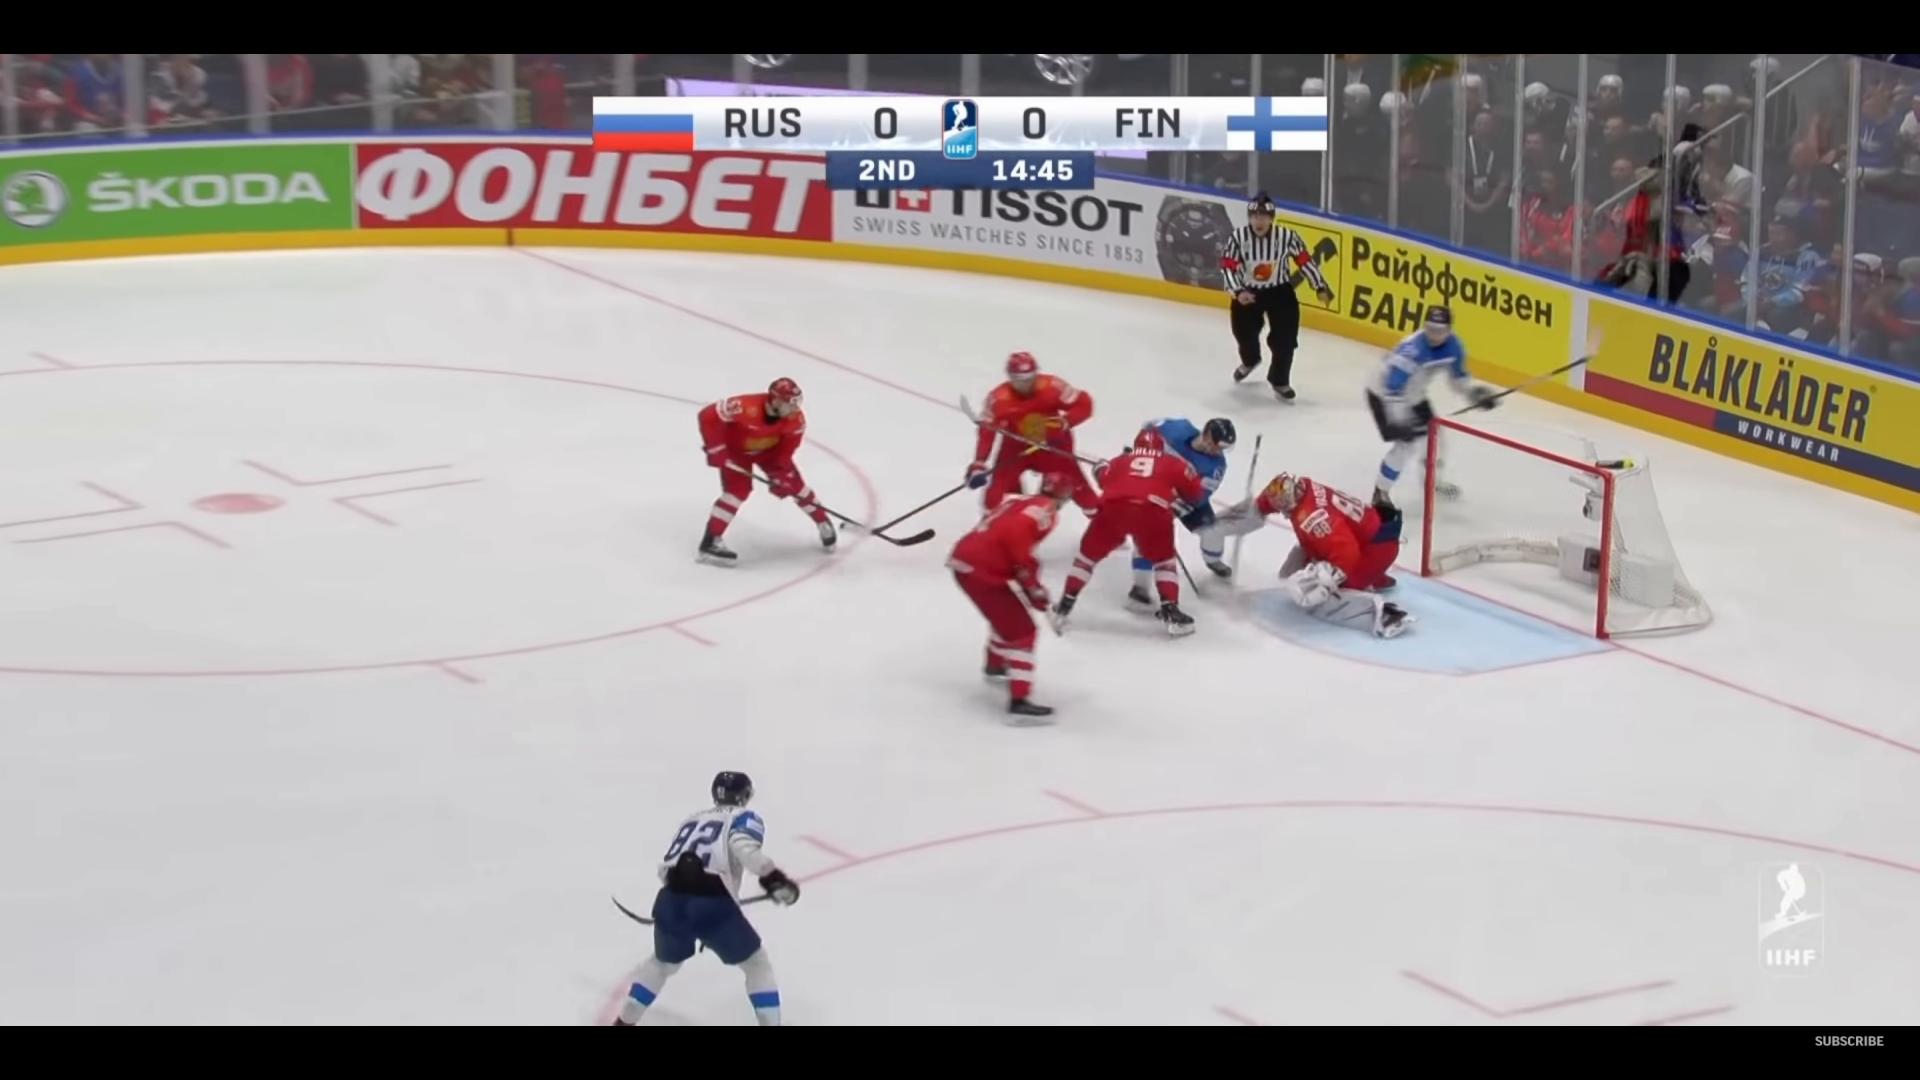 RUS 0 IIHF 0 FIN
2ND 14:45
ŠKODA
ФОНБЕТ
TISSOT
SWISS WATCHES SINCE 1853
Райффайзен
БАНК
BLÅKLÄDER
WORKWEAR
9
88
82
IIHF
SUBSCRIBE